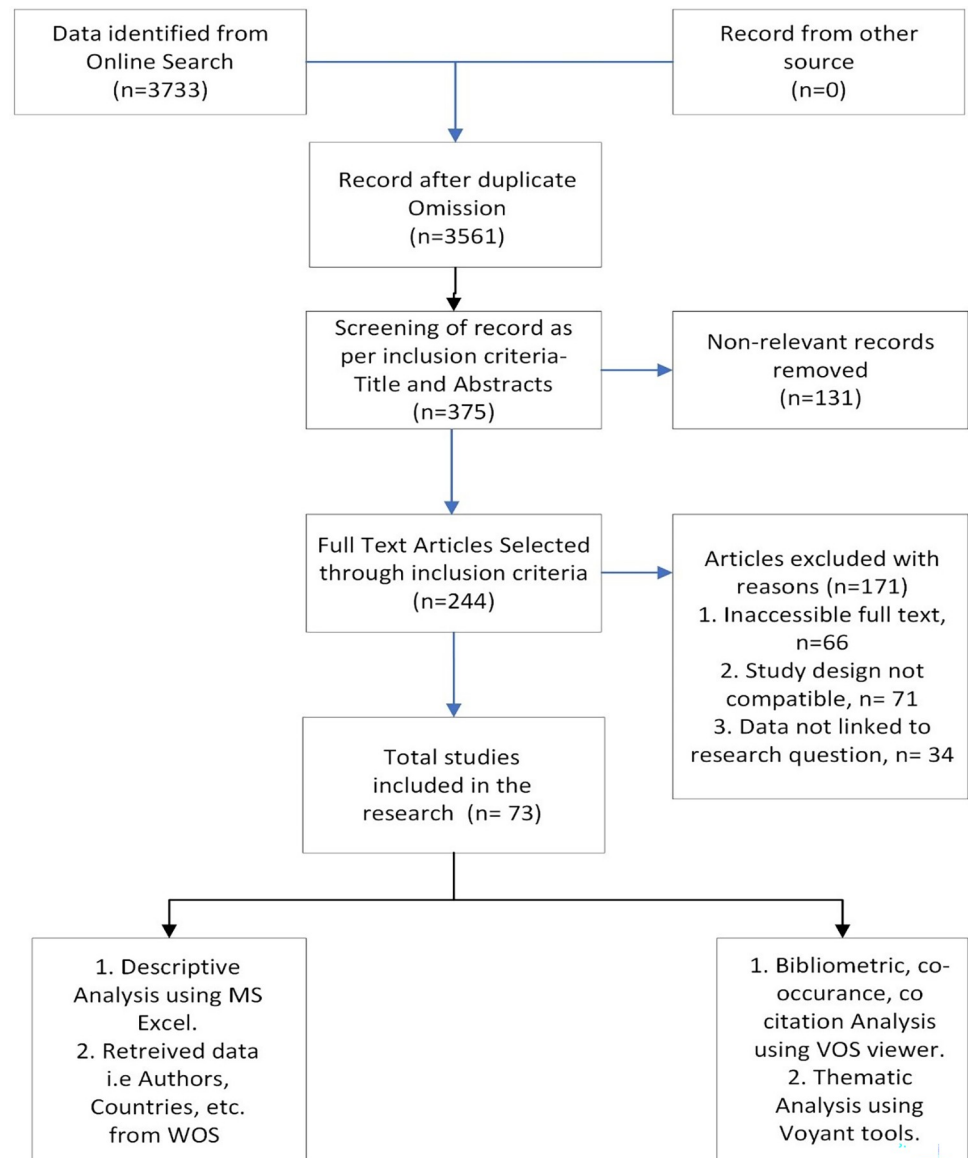 Data identified from
Online Search
(n=3733)
Record from other
source
(n=0)
Record after duplicate
Omission
(n=3561)
Screening of record as
per inclusion criteria-
Title and Abstracts
(n=375)
Non-relevant records
removed
(n=131)
Full Text Articles Selected
through inclusion criteria
(n=244)
Articles excluded with
reasons (n=171)
1. Inaccessible full text,
n=66
2. Study design not
compatible, n= 71
3. Data not linked to
research question, n= 34
Total studies
included in the
research (n= 73)
1. Descriptive
Analysis using MS
Excel.
2. Retreived data
i.e Authors,
Countries, etc.
from WOS
1. Bibliometric, co-
occurance, co
citation Analysis
using VOS viewer.
2. Thematic
Analysis using
Voyant tools.